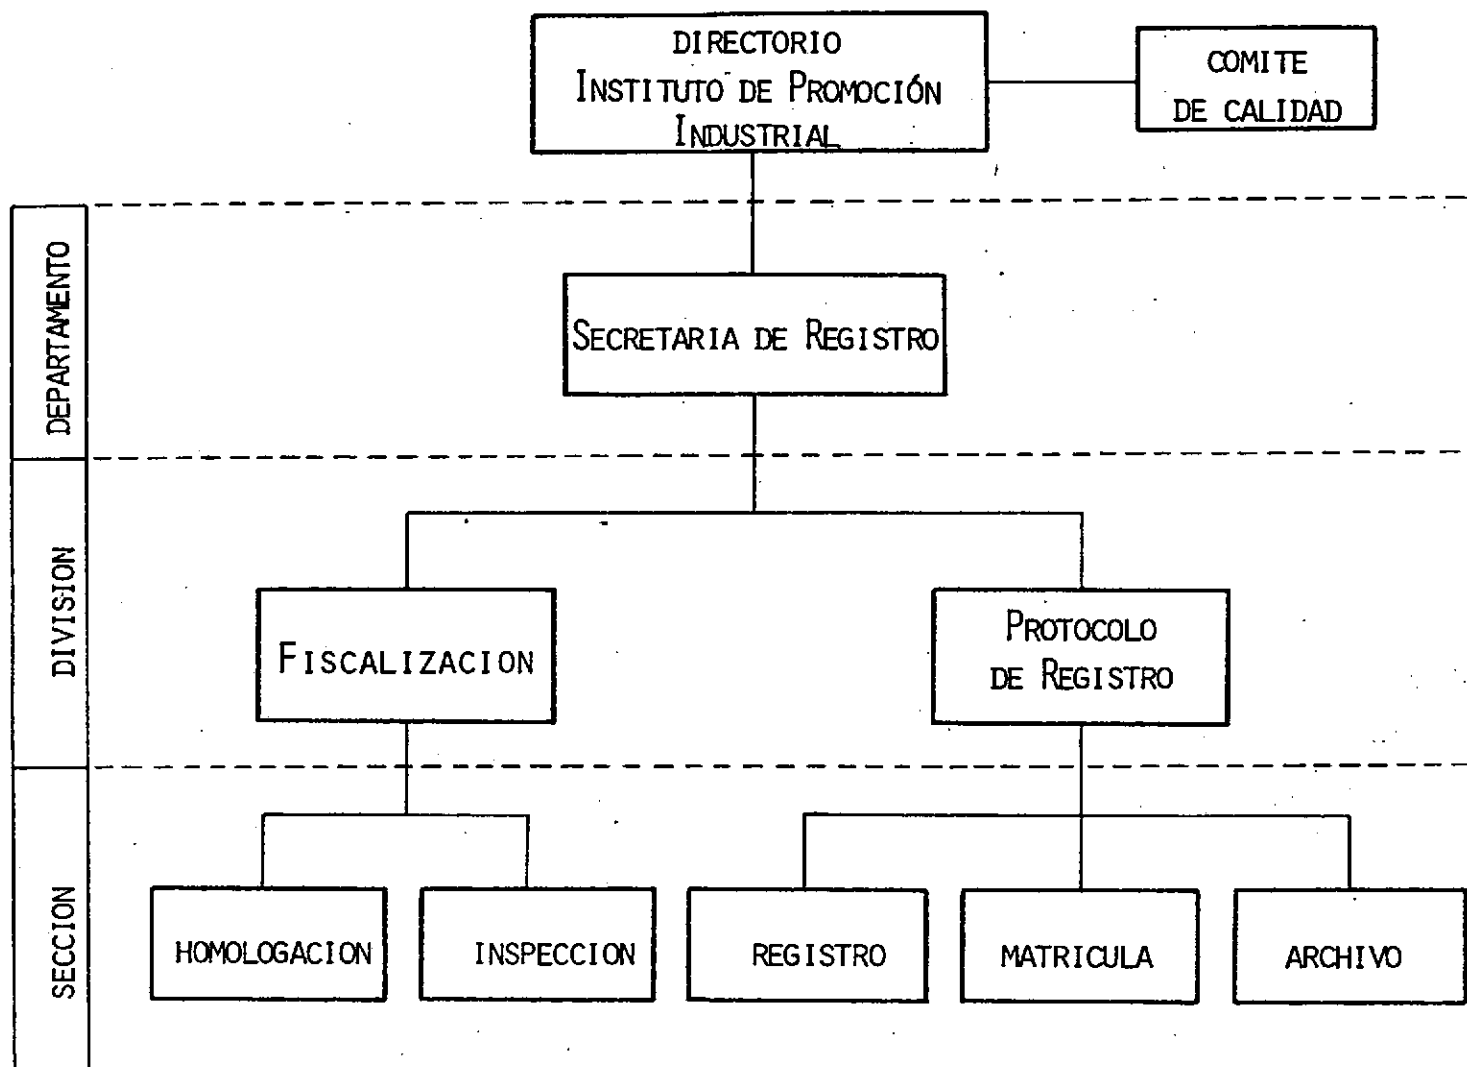 DIRECTORIO
INSTITUTO DE PROMOCIÓN
INDUSTRIAL
COMITE
DE CALIDAD
DEPARTAMENTO
SECRETARIA DE REGISTRO
DIVISION
FISCALIZACION
PROTOCOLO
DE REGISTRO
SECCION
HOMOLOGACION
INSPECCION
REGISTRO
MATRICULA
ARCHIVO